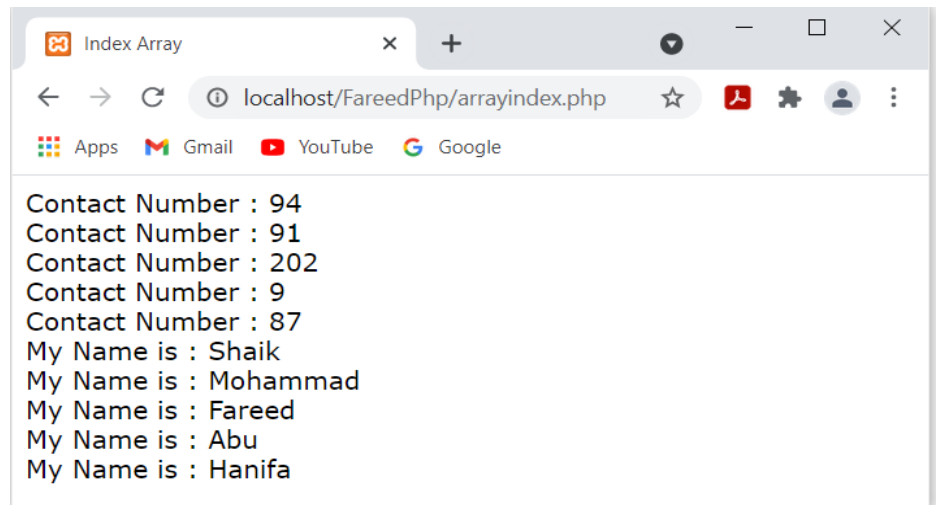 Index Array
localhost/FareedPhp/arrayindex.php
Apps Gmail YouTube Google
Contact Number : 94
Contact Number : 91
Contact Number : 202
Contact Number : 9
Contact Number : 87
My Name is : Shaik
My Name is : Mohammad
My Name is : Fareed
My Name is : Abu
My Name is : Hanifa